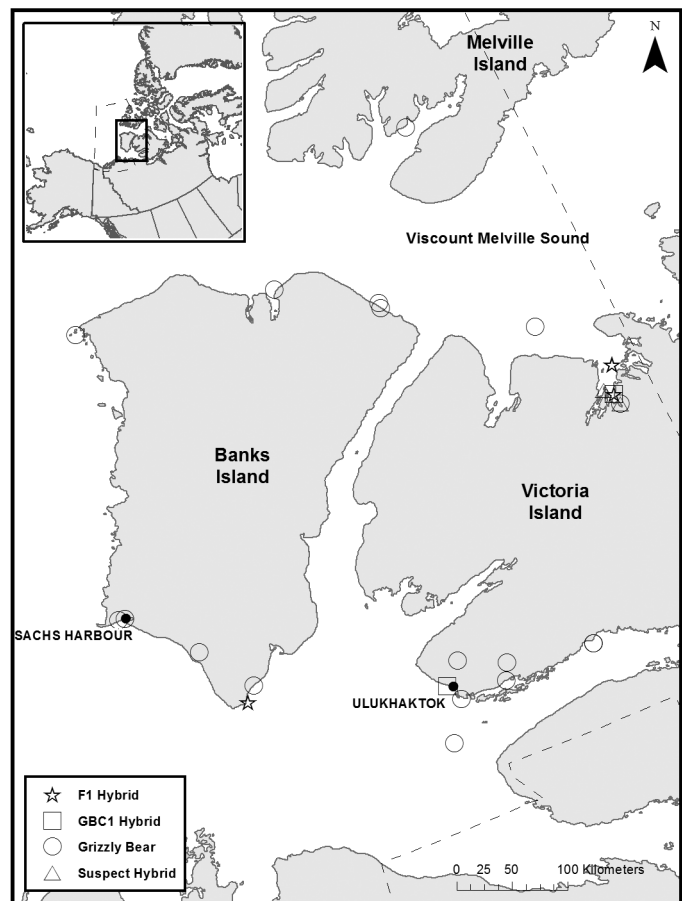 N
Melville
Island
Viscount Melville Sound
Banks
Island
Victoria
Island
SACHS HARBOUR
ULUKHAKTOK
F1 Hybrid
GBC1 Hybrid
Grizzly Bear
Suspect Hybrid
0 25 50 100 Kilometers